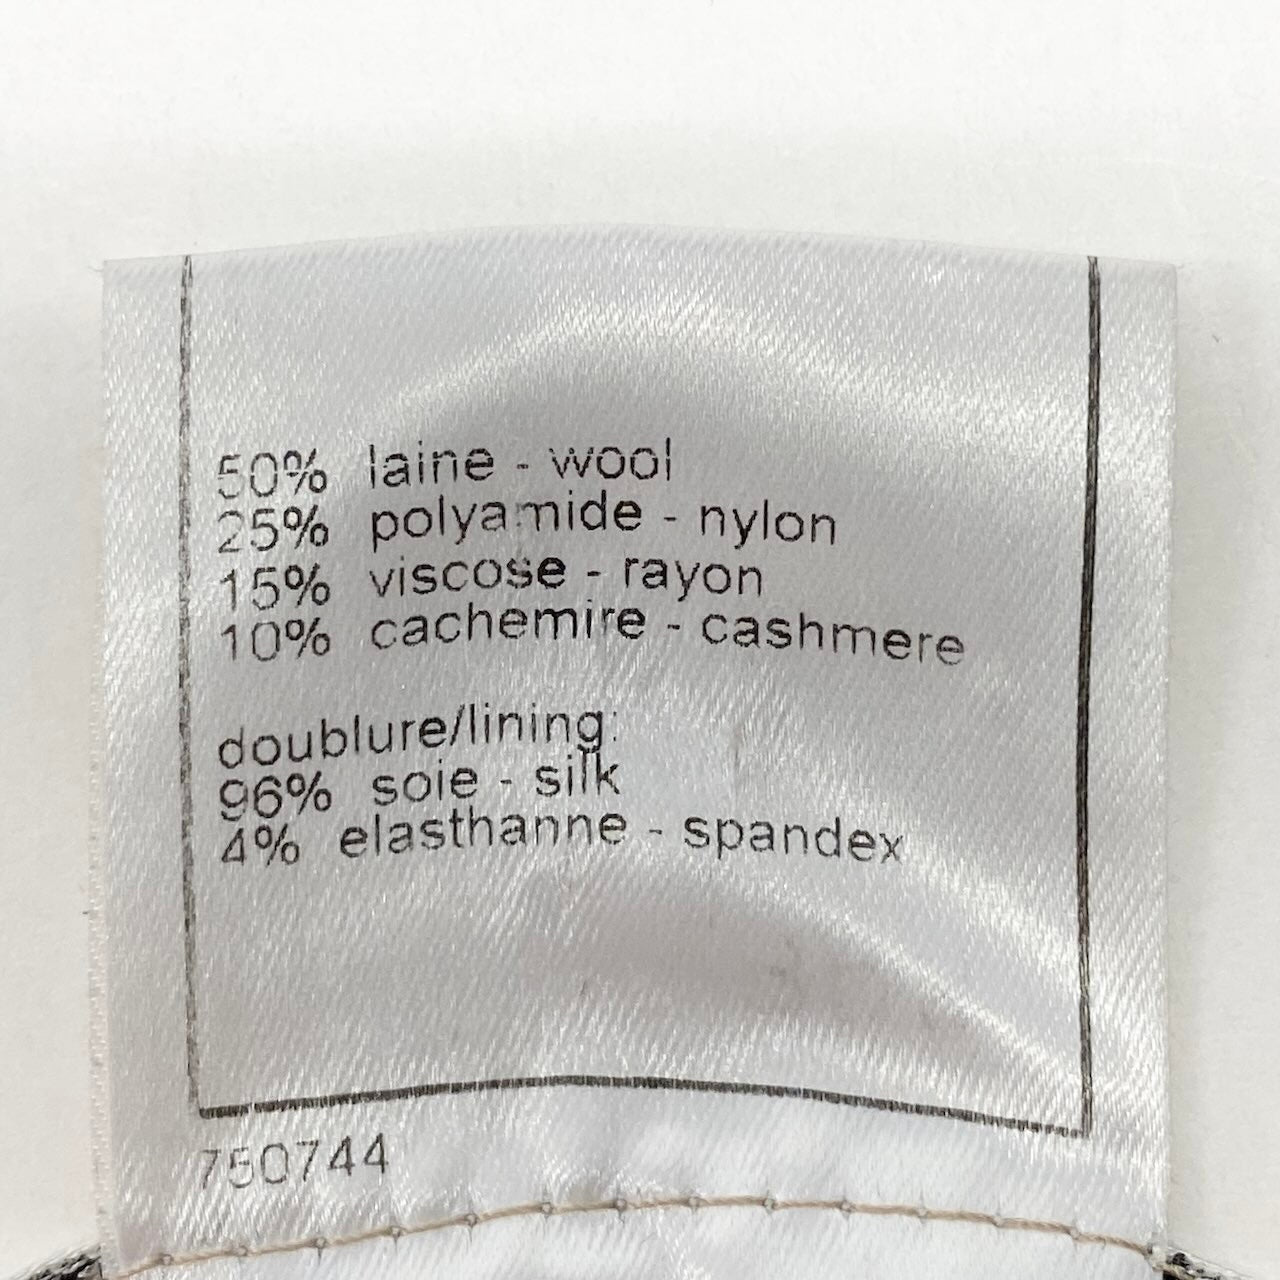 50% laine - wool
25% polyamide - nylon
15% viscose - rayon
10% cachemire - cashmere
doublure/lining:
96% soie - silk
4% elasthanne - spandex
750744